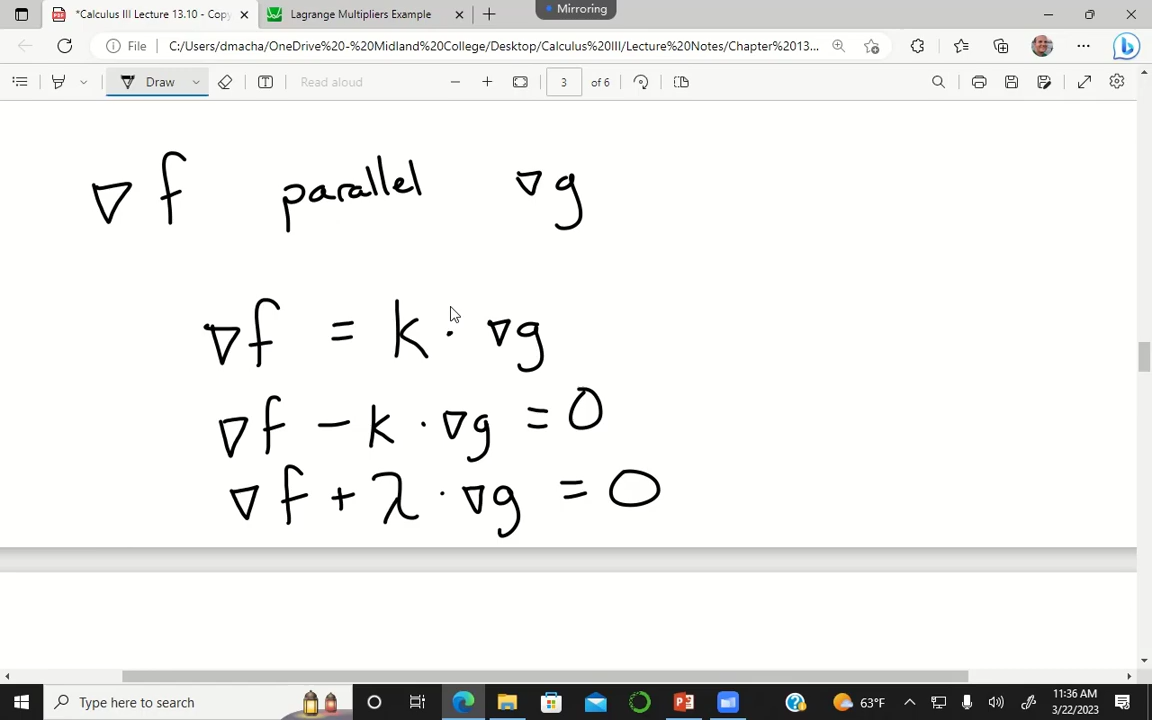 *Calculus III Lecture 13.10 - Copy
Lagrange Multipliers Example
Mirroring
File
C:/Users/dmacha/OneDrive%20-%20Midland%20College/Desktop/Calculus%20III/Lecture%20Notes/Chapter%2013...
Draw
Read aloud
3 of 6
∇f parallel ∇g
∇f = k · ∇g
∇f − k · ∇g = 0
∇f + λ · ∇g = 0
Type here to search
63°F
11:36 AM
3/22/2023